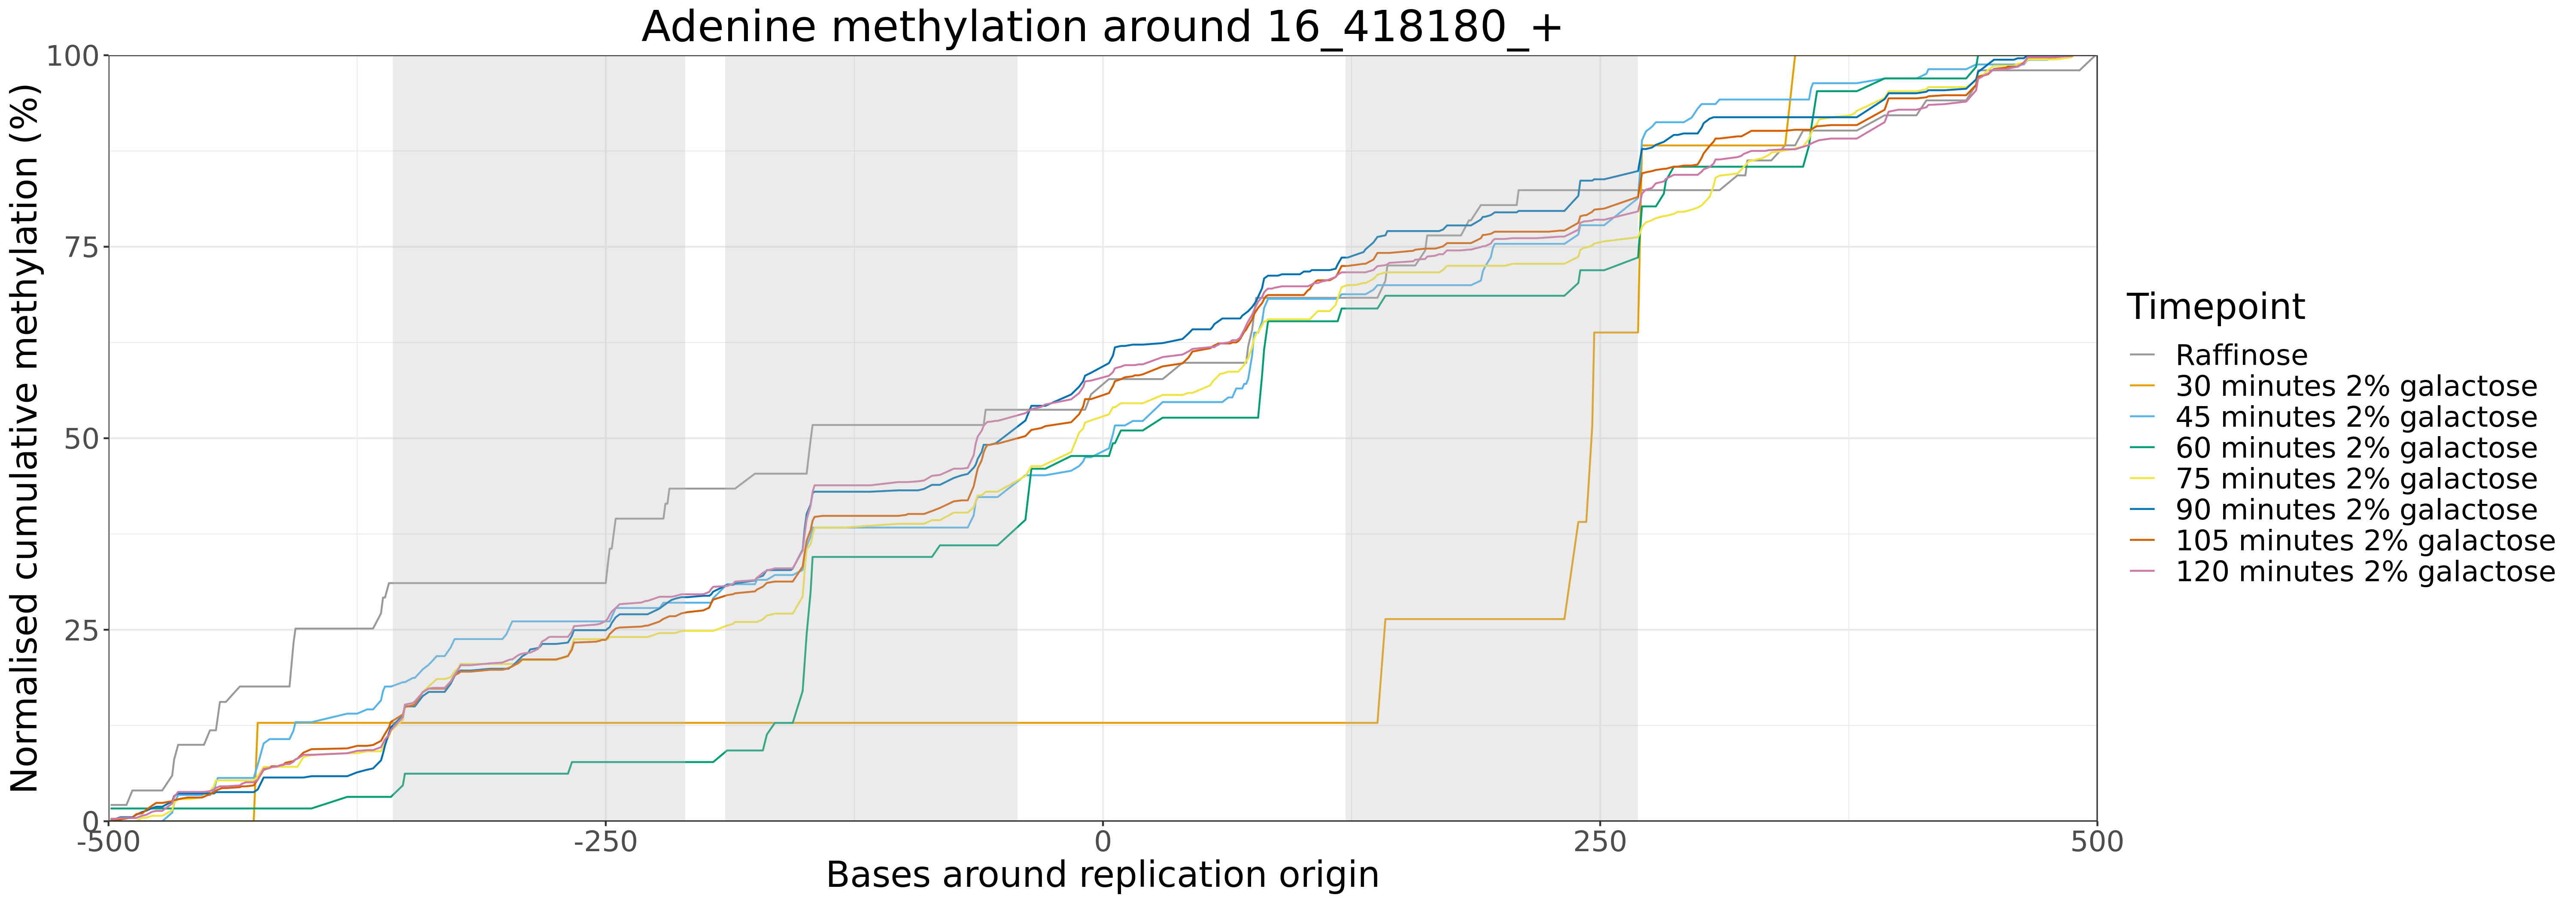 Adenine methylation around 16_418180_+
Normalised cumulative methylation (%)
100
75
50
25
0
-500
-250
0
250
500
Bases around replication origin
Timepoint
Raffinose
30 minutes 2% galactose
45 minutes 2% galactose
60 minutes 2% galactose
75 minutes 2% galactose
90 minutes 2% galactose
105 minutes 2% galactose
120 minutes 2% galactose